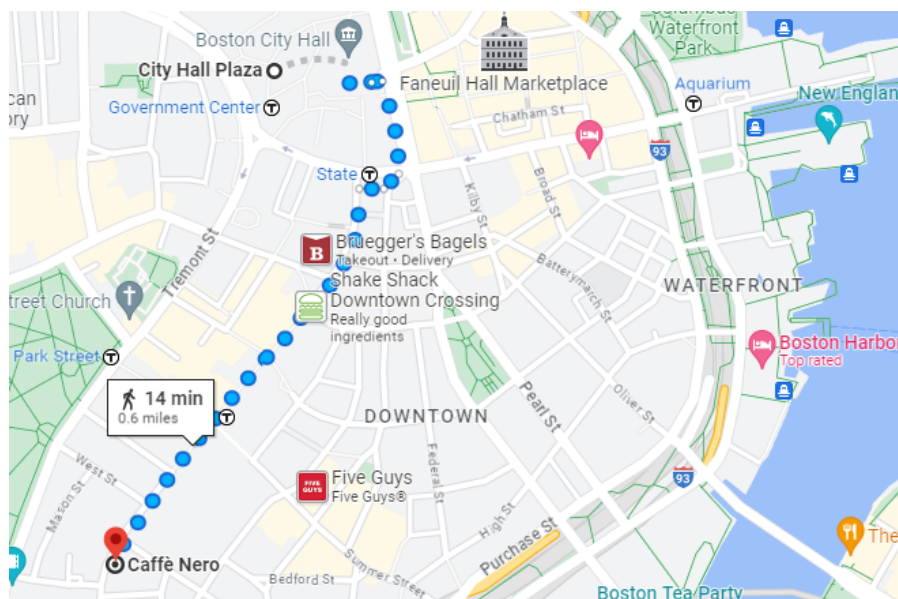 Columbus
Waterfront
Park
Boston City Hall
City Hall Plaza
Faneuil Hall Marketplace
Aquarium
New Englan
can
ory
Government Center
T
T
Chatham St
93
State
T
Kilby St
Broad St
B
Bruegger's Bagels
Takeout • Delivery
Tremont St
Batterymarch St
Shake Shack
Downtown Crossing
Really good
ingredients
WATERFRONT
treet Church
Park Street
T
Boston Harbor
Top rated
14 min
0.6 miles
T
DOWNTOWN
Pearl St
Oliver St
West St
Mason St
Federal St
FIVE
GUYS
Five Guys
Five Guys®
93
High St
Purchase St
The
Caffè Nero
Bedford St
Summer Street
Boston Tea Party